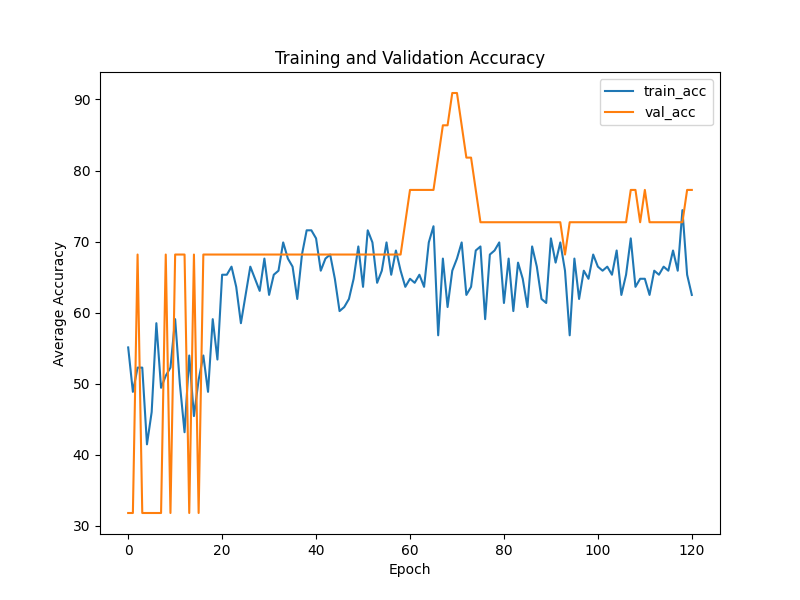 Training and Validation Accuracy
train_acc
val_acc
90
80
70
60
50
40
30
Average Accuracy
0 20 40 60 80 100 120
Epoch